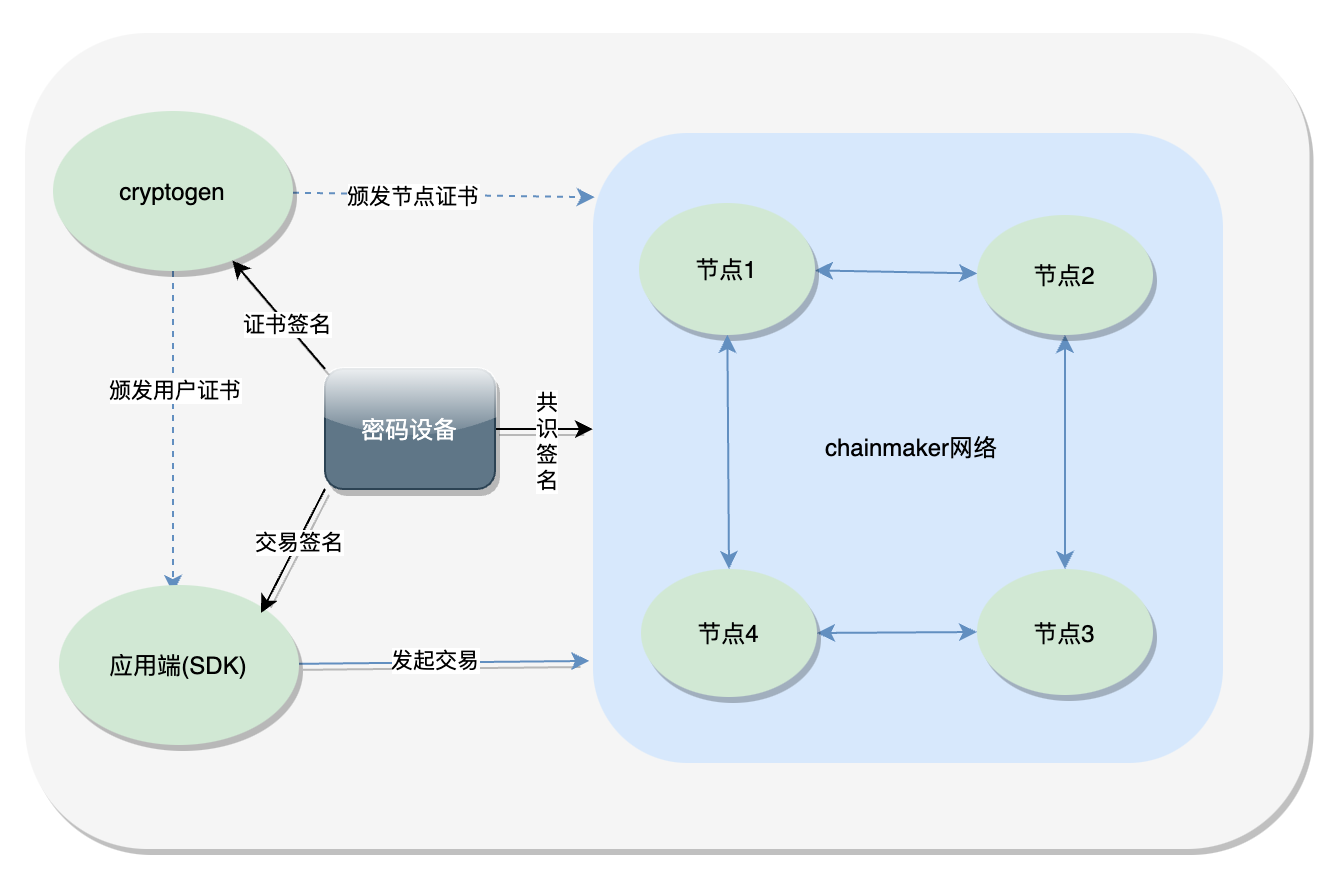 cryptogen
颁发节点证书
节点1
节点2
证书签名
颁发用户证书
密码设备
共
识
签
名
chainmaker网络
交易签名
节点4
节点3
应用端(SDK)
发起交易